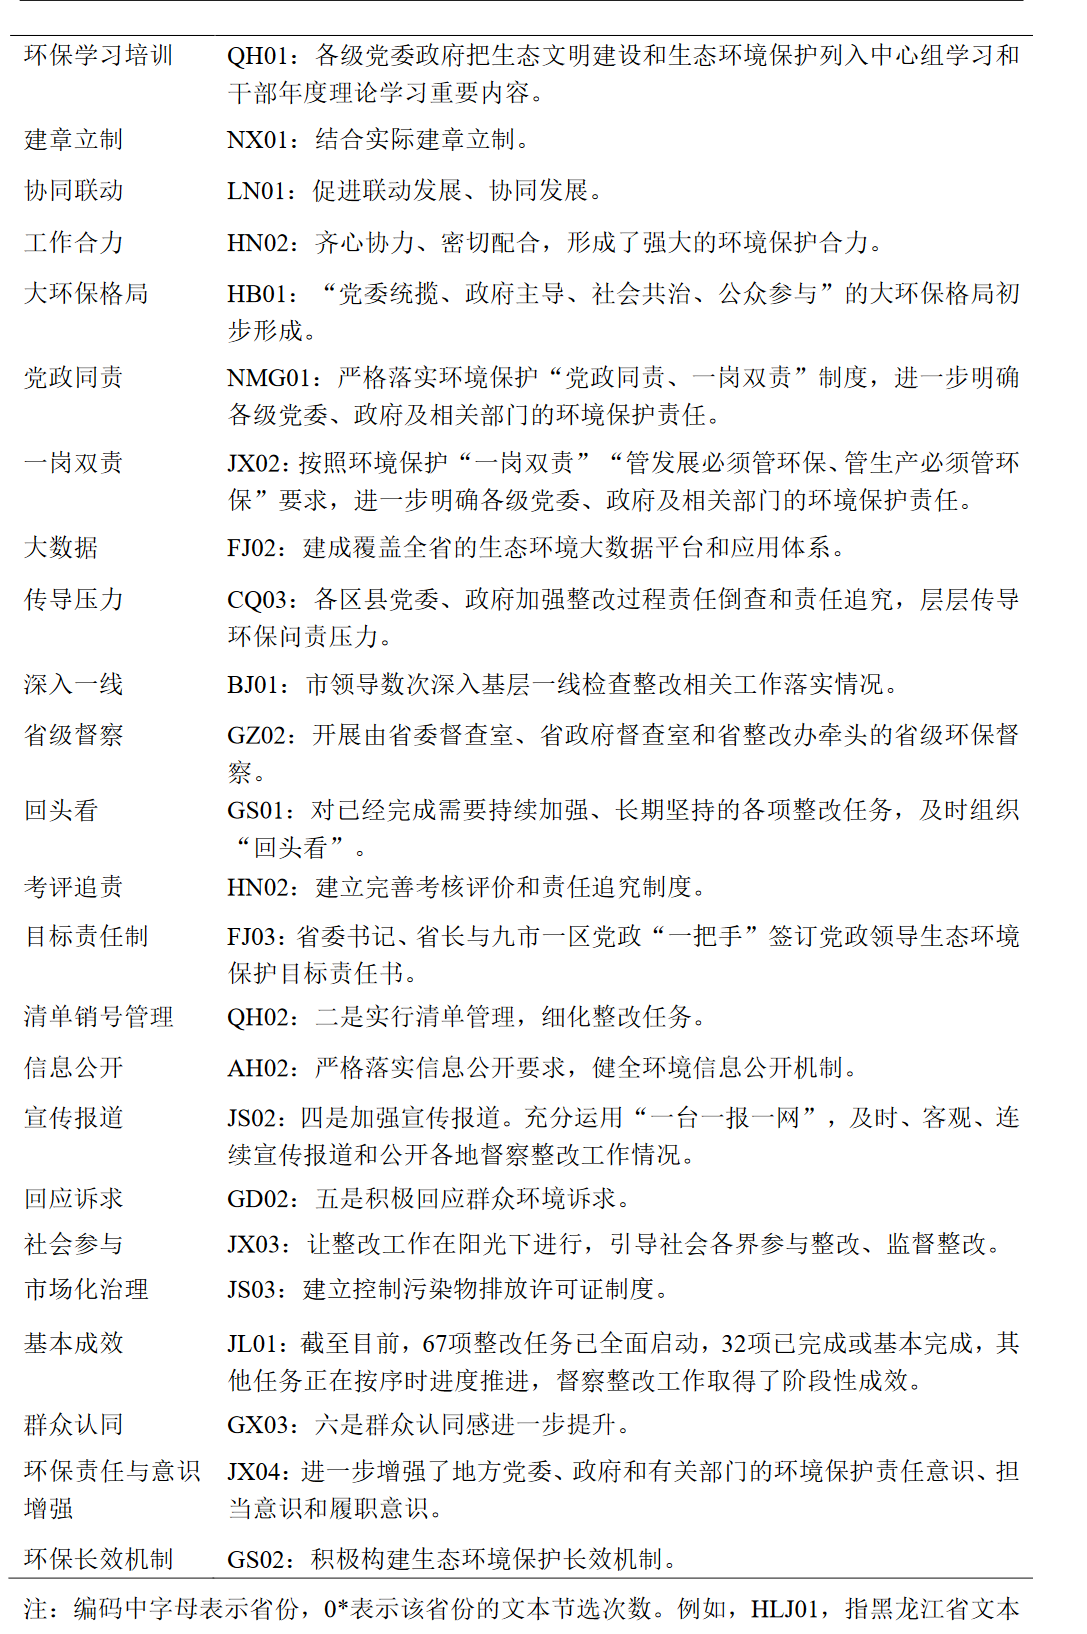 环保学习培训 QH01：各级党委政府把生态文明建设和生态环境保护列入中心组学习和
干部年度理论学习重要内容。
建章立制 NX01：结合实际建章立制。
协同联动 LN01：促进联动发展、协同发展。
工作合力 HN02：齐心协力、密切配合，形成了强大的环境保护合力。
大环保格局 HB01：“党委统揽、政府主导、社会共治、公众参与”的大环保格局初
步形成。
党政同责 NMG01：严格落实环境保护“党政同责、一岗双责”制度，进一步明确
各级党委、政府及相关部门的环境保护责任。
一岗双责 JX02：按照环境保护“一岗双责”“管发展必须管环保、管生产必须管环
保”要求，进一步明确各级党委、政府及相关部门的环境保护责任。
大数据 FJ02：建成覆盖全省的生态环境大数据平台和应用体系。
传导压力 CQ03：各区县党委、政府加强整改过程责任倒查和责任追究，层层传导
环保问责压力。
深入一线 BJ01：市领导数次深入基层一线检查整改相关工作落实情况。
省级督察 GZ02：开展由省委督查室、省政府督查室和省整改办牵头的省级环保督
察。
回头看 GS01：对已经完成需要持续加强、长期坚持的各项整改任务，及时组织
“回头看”。
考评追责 HN02：建立完善考核评价和责任追究制度。
目标责任制 FJ03：省委书记、省长与九市一区党政“一把手”签订党政领导生态环境
保护目标责任书。
清单销号管理 QH02：二是实行清单管理，细化整改任务。
信息公开 AH02：严格落实信息公开要求，健全环境信息公开机制。
宣传报道 JS02：四是加强宣传报道。充分运用“一台一报一网”，及时、客观、连
续宣传报道和公开各地督察整改工作情况。
回应诉求 GD02：五是积极回应群众环境诉求。
社会参与 JX03：让整改工作在阳光下进行，引导社会各界参与整改、监督整改。
市场化治理 JS03：建立控制污染物排放许可证制度。
基本成效 JL01：截至目前，67项整改任务已全面启动，32项已完成或基本完成，其
他任务正在按序时进度推进，督察整改工作取得了阶段性成效。
群众认同 GX03：六是群众认同感进一步提升。
环保责任与意识 JX04：进一步增强了地方党委、政府和有关部门的环境保护责任意识、担
增强 当意识和履职意识。
环保长效机制 GS02：积极构建生态环境保护长效机制。
注：编码中字母表示省份，0*表示该省份的文本节选次数。例如，HLJ01，指黑龙江省文本